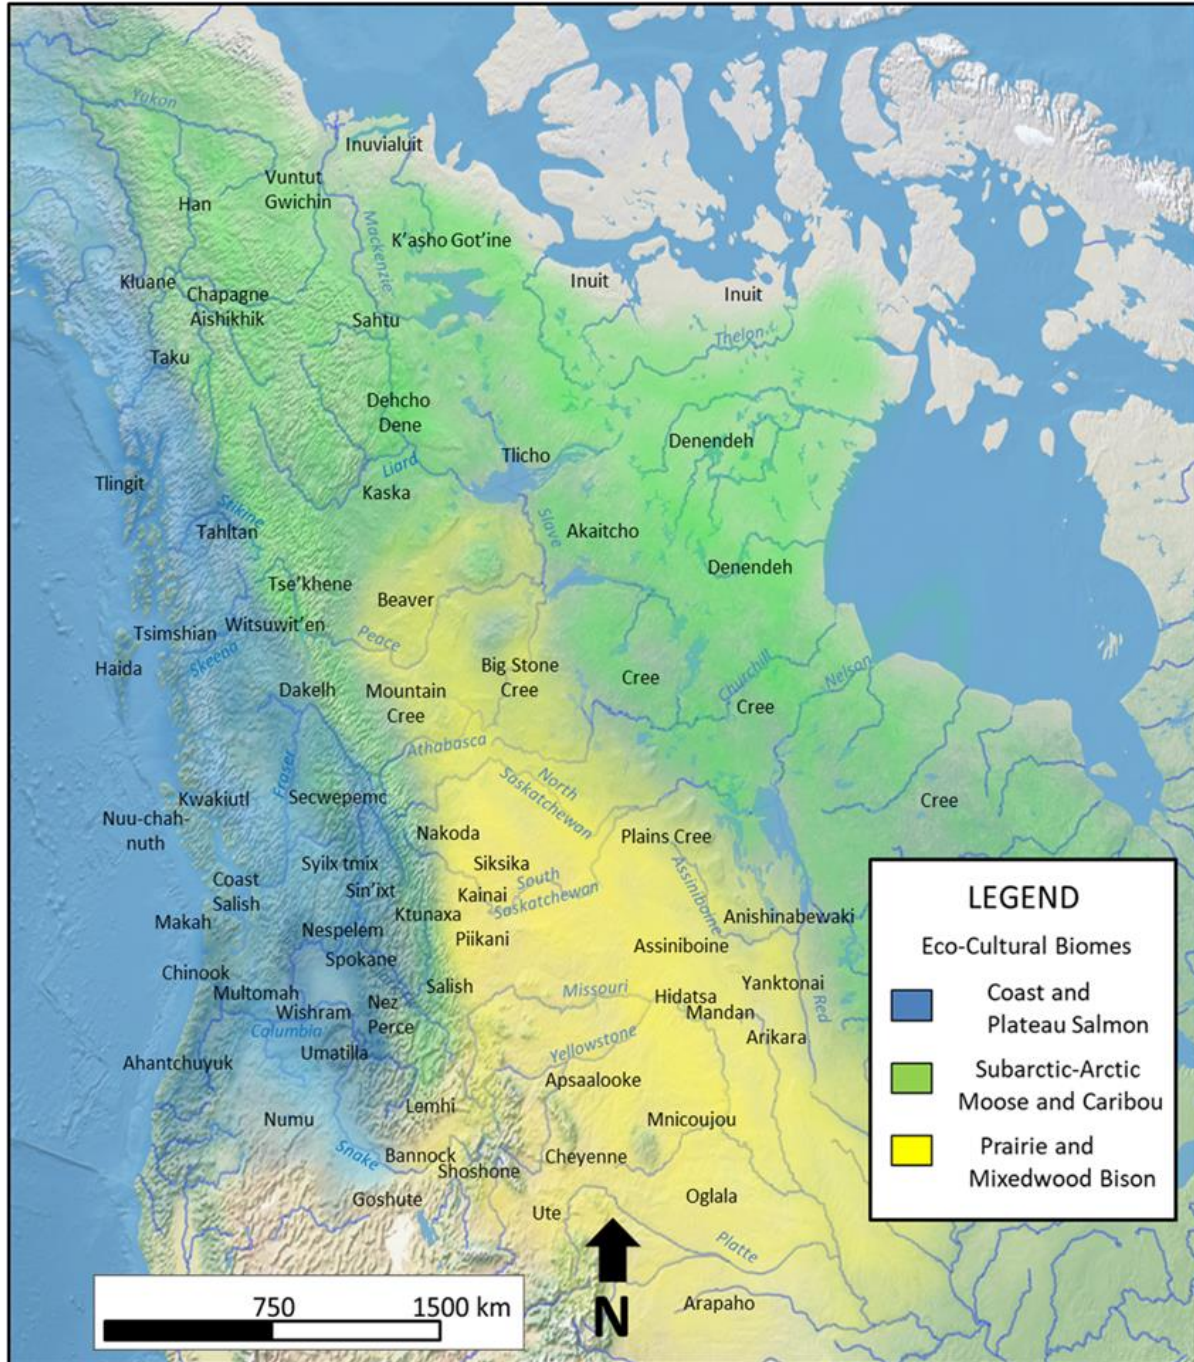 Yukon
Inuvialuit
Vuntut
Gwichin
Han
Mackenzie
K'asho Got'ine
Inuit
Inuit
Kluane
Chapagne
Aishikhik
Sahtu
Thelon
Taku
Dehcho
Dene
Denendeh
Tlicho
Liard
Tlingit
Kaska
Stikine
Slave
Tahltan
Akaitcho
Denendeh
Tse'khene
Beaver
Tsimshian
Witsuwit'en
Peace
Skeena
Haida
Big Stone
Cree
Cree
Churchill
Nelson
Dakelh
Mountain
Cree
Cree
Athabasca
Fraser
North
Saskatchewan
Kwakiutl
Secwepemc
Cree
Nuu-chah-
nuth
Nakoda
Plains Cree
Syilx tmix
Siksika
South
Saskatchewan
Assiniboine
Coast
Salish
Sin'ixt
Kainai
Makah
Ktunaxa
Anishinabewaki
Nespelem
Piikani
Assiniboine
Spokane
Chinook
Multomah
Salish
Missouri
Yanktonai
Hidatsa
Mandan
Red
Nez
Perce
Wishram
Columbia
Umatilla
Yellowstone
Arikara
Ahantchuyuk
Apsaalooke
Lemhi
Numu
Mnicoujou
Snake
Bannock
Shoshone
Cheyenne
Goshute
Ute
Oglala
Platte
Arapaho
LEGEND
Eco-Cultural Biomes
Coast and
Plateau Salmon
Subarctic-Arctic
Moose and Caribou
Prairie and
Mixedwood Bison
750
1500 km
N